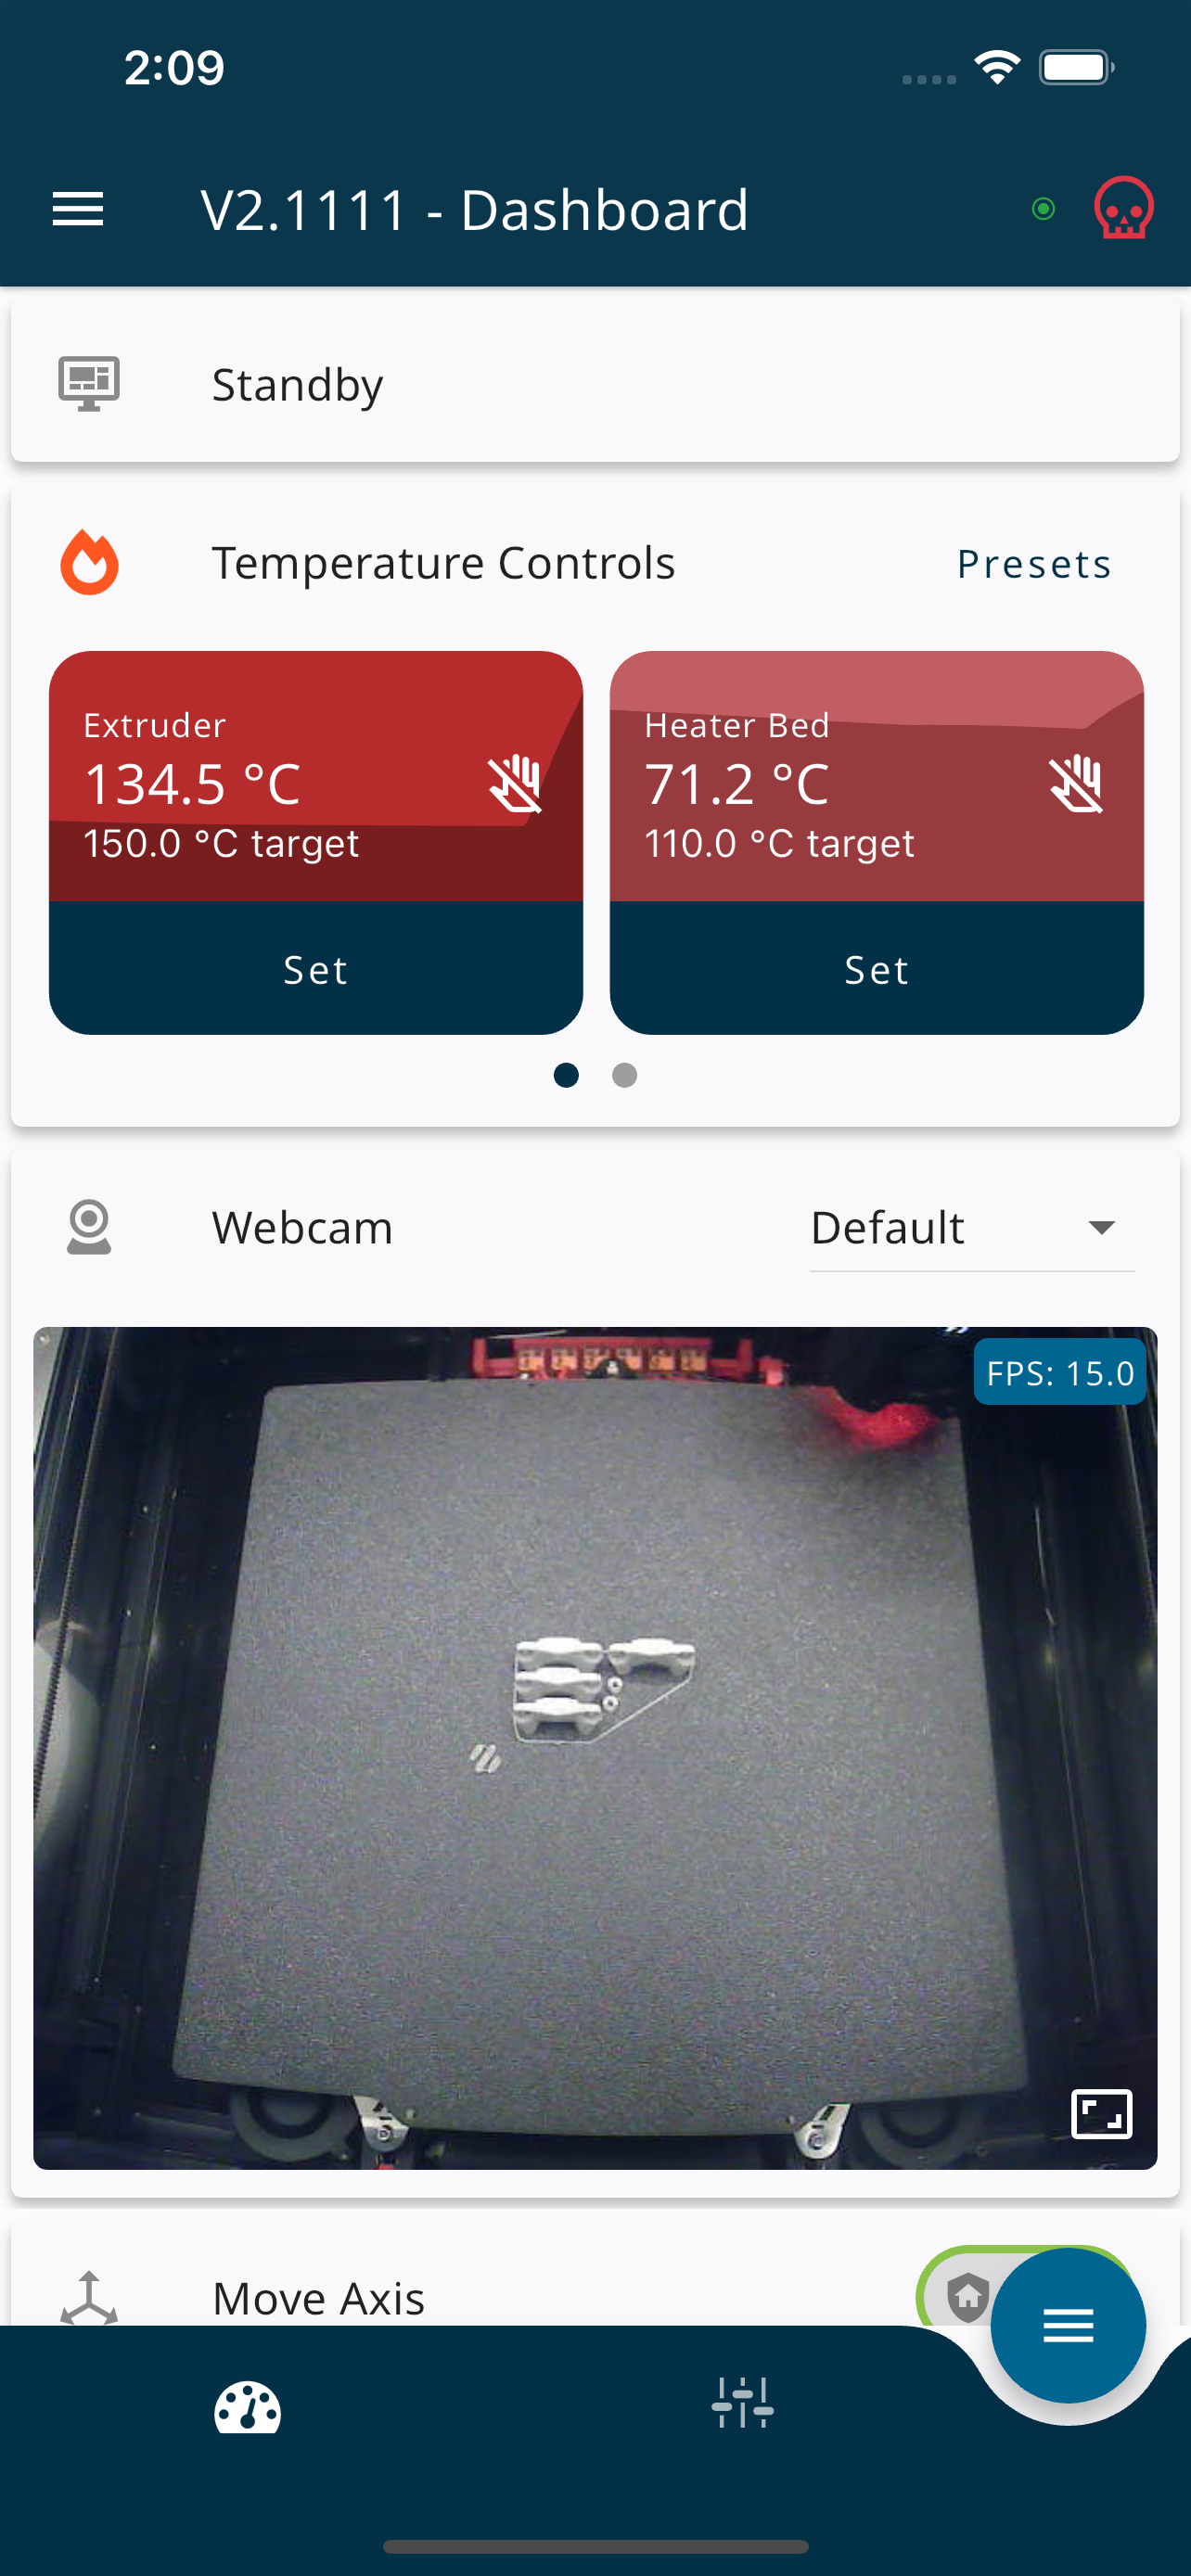 2:09
V2.1111 - Dashboard
Standby
Temperature Controls Presets
Extruder
134.5 °C
150.0 °C target
Set
Heater Bed
71.2 °C
110.0 °C target
Set
Webcam Default
FPS: 15.0
Move Axis